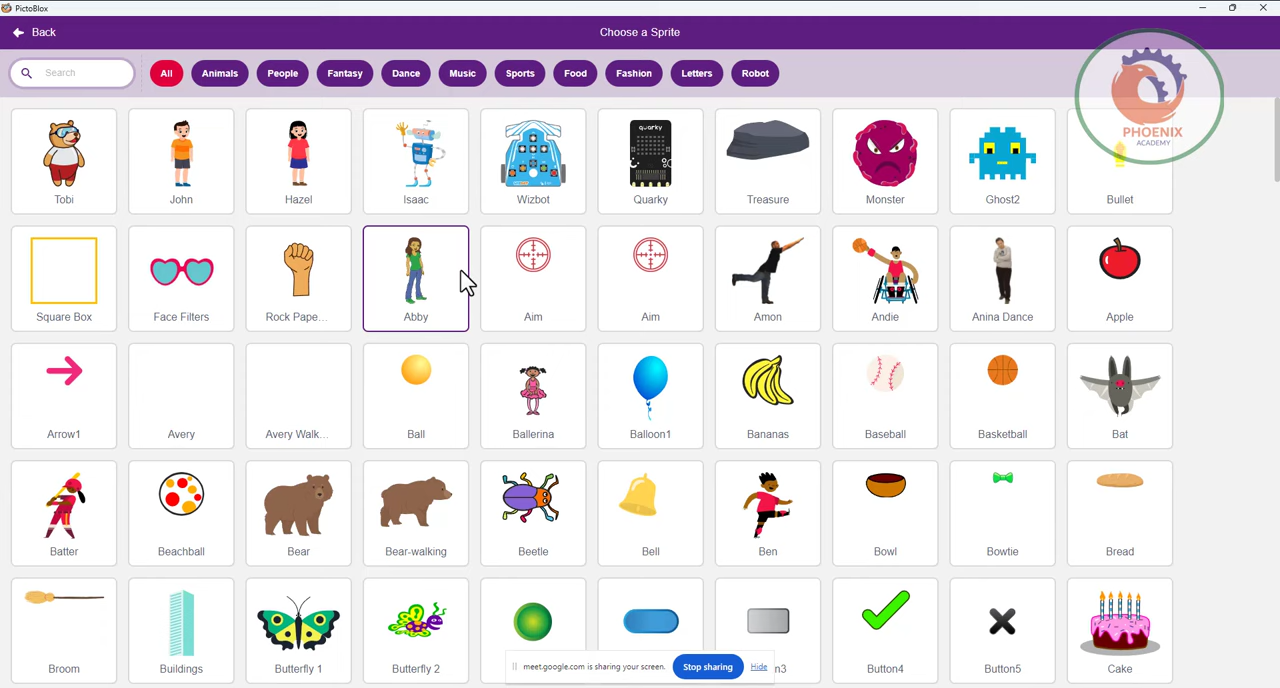 PictoBlox
Back
Choose a Sprite
Search
All
Animals
People
Fantasy
Dance
Music
Sports
Food
Fashion
Letters
Robot
PHOENIX
ACADEMY
quarky
Tobi
John
Hazel
Isaac
Wizbot
Quarky
Treasure
Monster
Ghost2
Bullet
Square Box
Face Filters
Rock Pape...
Abby
Aim
Aim
Amon
Andie
Anina Dance
Apple
Arrow1
Avery
Avery Walk...
Ball
Ballerina
Balloon1
Bananas
Baseball
Basketball
Bat
Batter
Beachball
Bear
Bear-walking
Beetle
Bell
Ben
Bowl
Bowtie
Bread
Broom
Buildings
Butterfly 1
Butterfly 2
n3
Button4
Button5
Cake
meet.google.com is sharing your screen.
Stop sharing
Hide